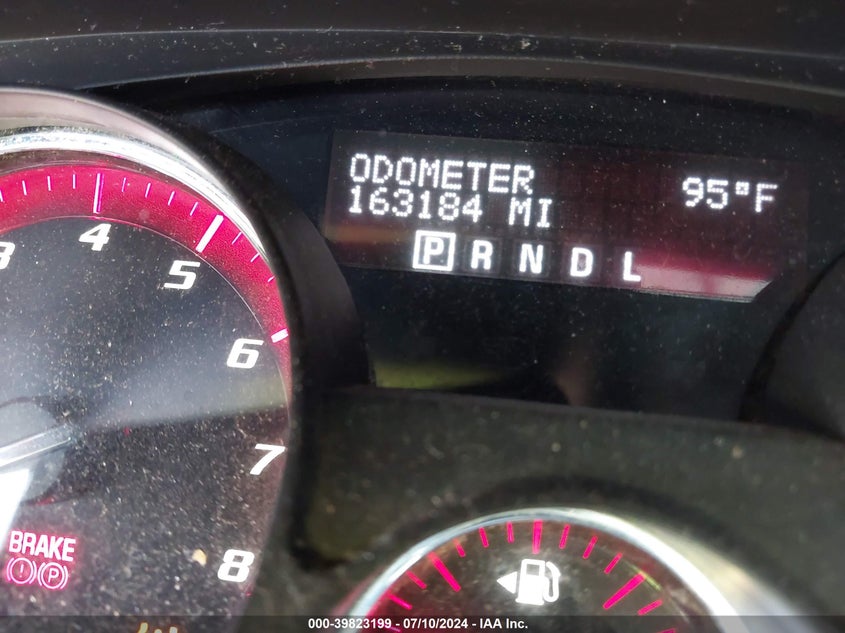 ODOMETER
163184 MI
95°F
P R N D L
4
5
6
7
8
BRAKE
(!) (P)
000-39823199 - 07/10/2024 - IAA Inc.